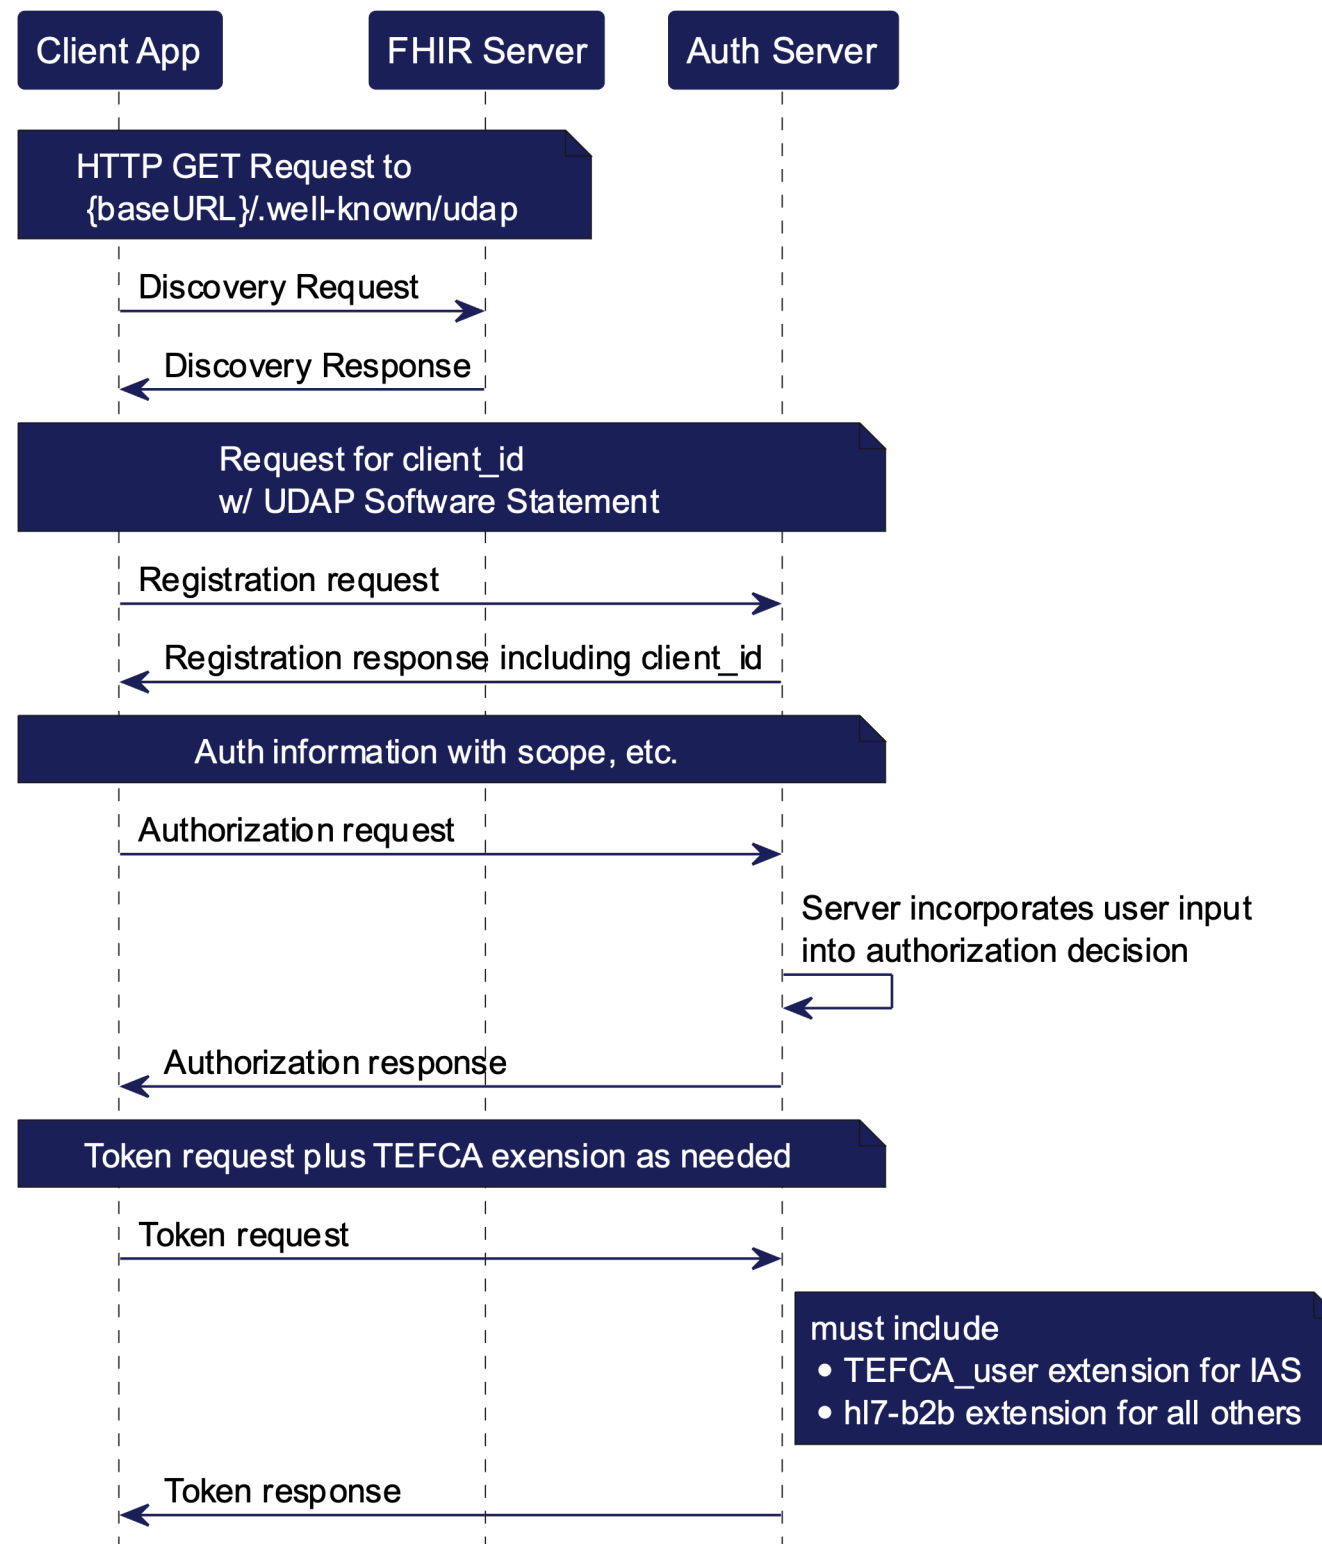 Client App
FHIR Server
Auth Server
HTTP GET Request to
{baseURL}/.well-known/udap
Discovery Request
Discovery Response
Request for client_id
w/ UDAP Software Statement
Registration request
Registration response including client_id
Auth information with scope, etc.
Authorization request
Server incorporates user input
into authorization decision
Authorization response
Token request plus TEFCA exension as needed
Token request
must include
• TEFCA_user extension for IAS
• hl7-b2b extension for all others
Token response